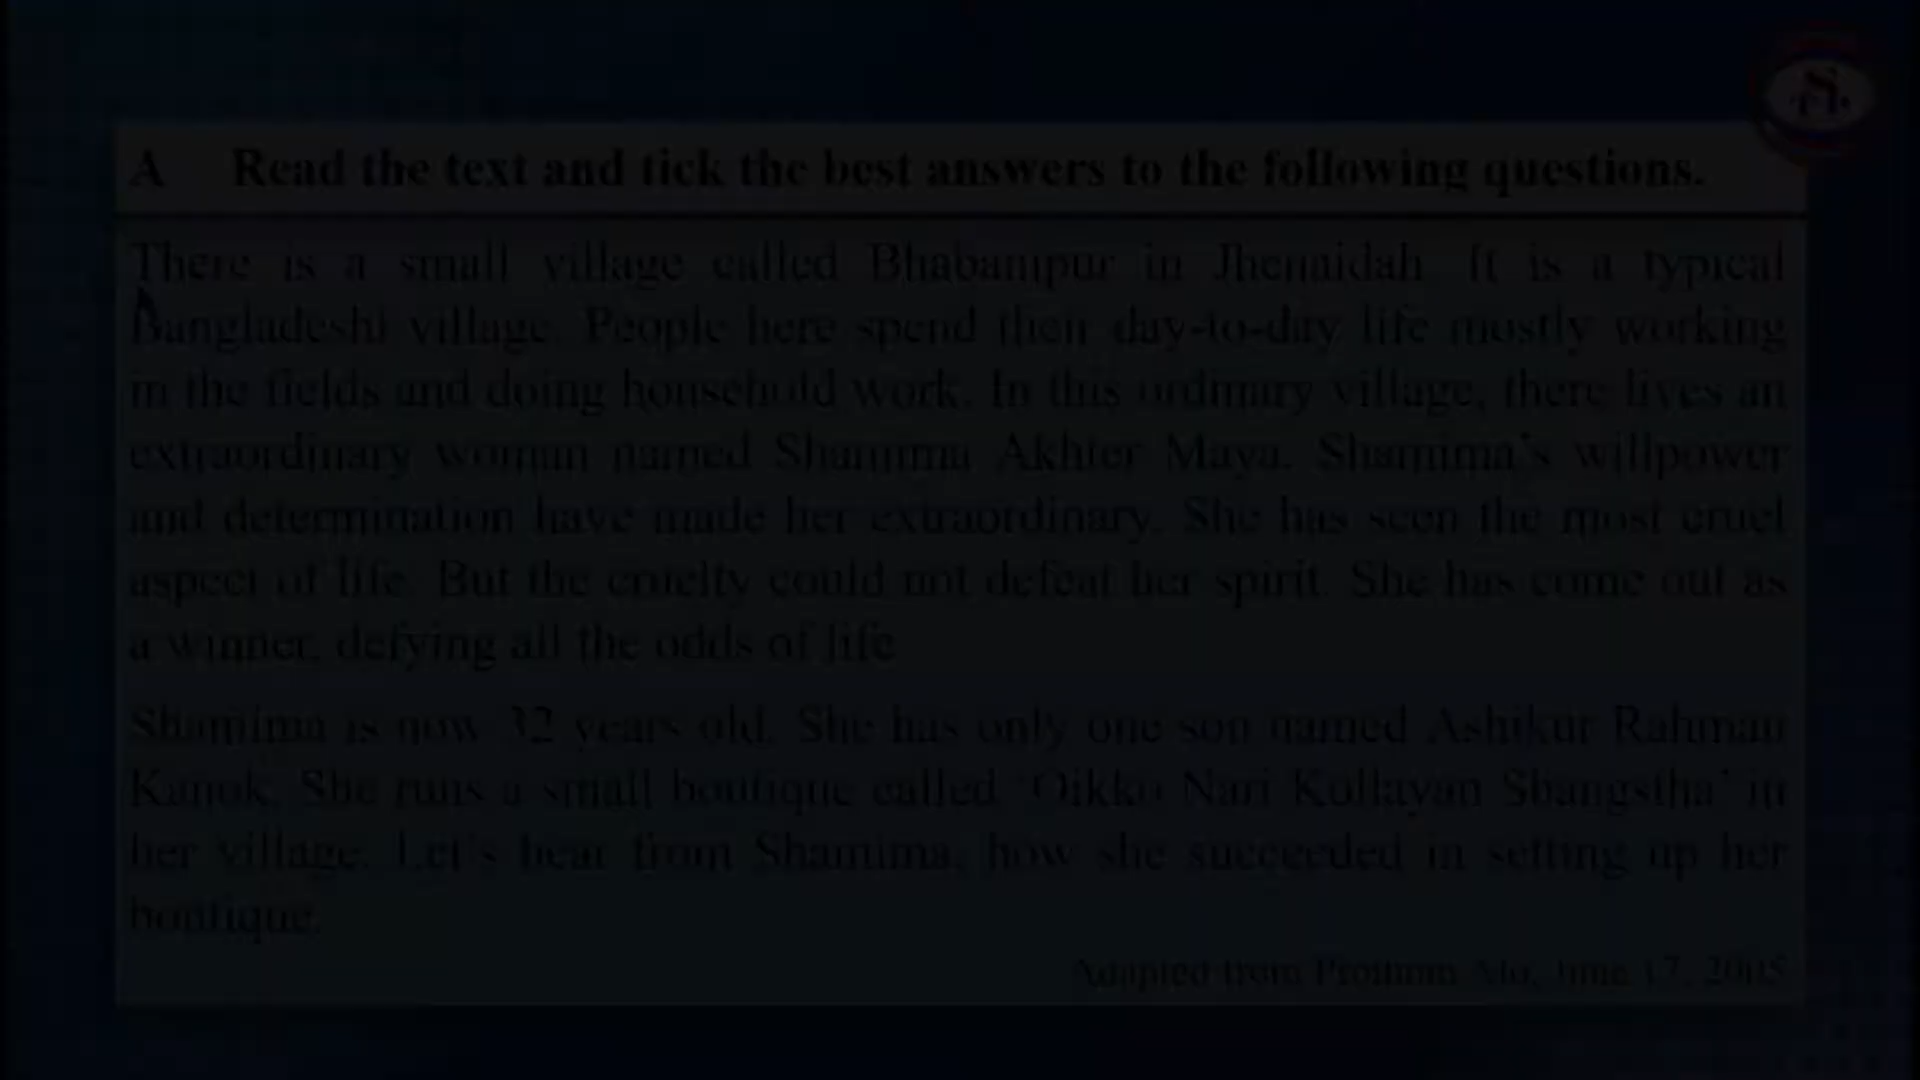 A Read the text and tick the best answers to the following questions.
There is a small village called Bhabanipur in Jhenaidah. It is a typical
Bangladeshi village. People here spend their day-to-day life mostly working
in the fields and doing household work. In this ordinary village, there lives an
extraordinary woman named Shamima Akhter Maya. Shamima's willpower
and determination have made her extraordinary. She has seen the most cruel
aspect of life. But the cruelty could not defeat her spirit. She has come out as
a winner, defying all the odds of life
Shamima is now 32 years old. She has only one son named Ashikur Rahman
Kanok. She runs a small boutique called 'Oikko Nari Kollayan Shangstha' in
her village. Let's hear from Shamima, how she succeeded in setting up her
boutique.
Adapted from Prothom Alo, June 17, 2005